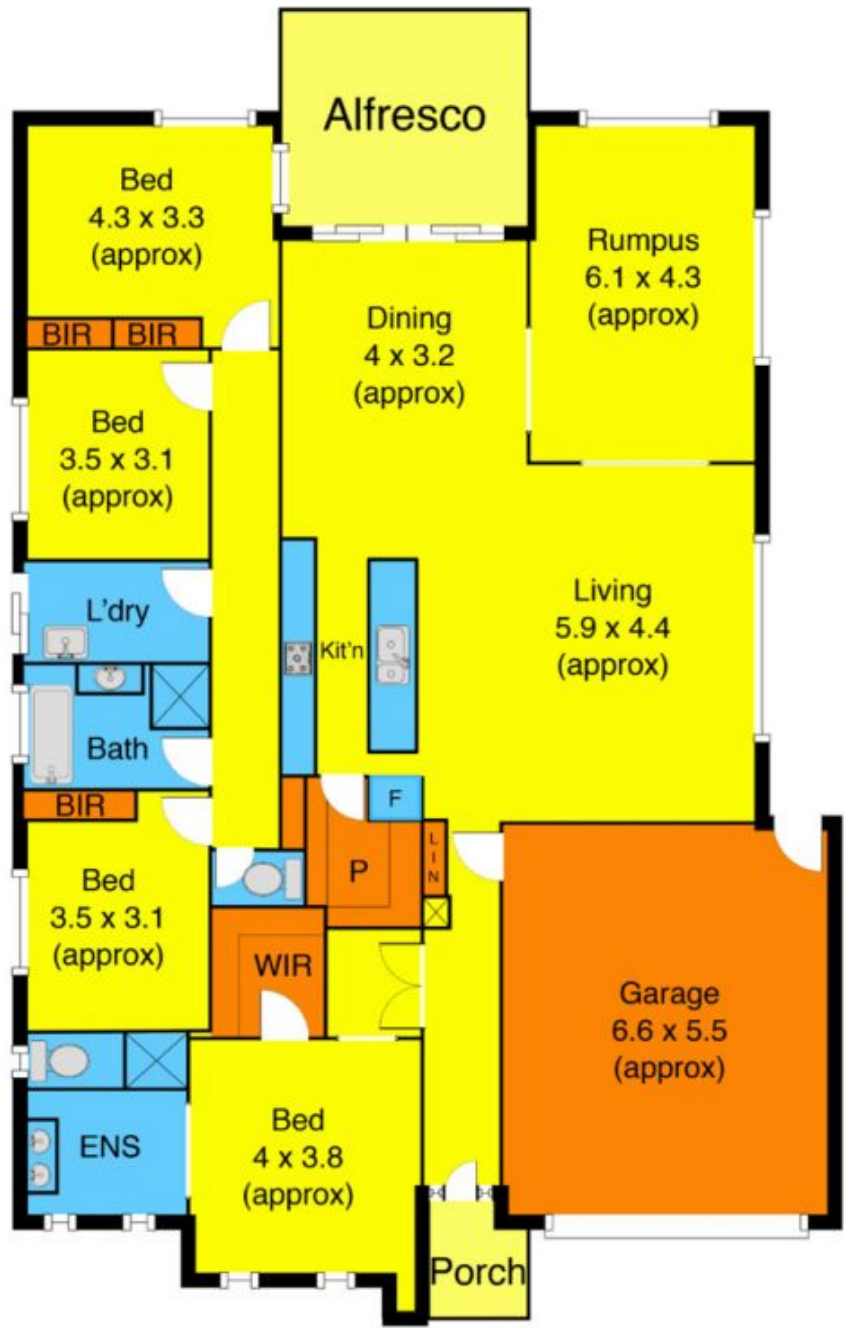 Alfresco
Bed
4.3 x 3.3
(approx)
Rumpus
6.1 x 4.3
(approx)
Dining
4 x 3.2
(approx)
BIR
BIR
Bed
3.5 x 3.1
(approx)
L'dry
Kit'n
Living
5.9 x 4.4
(approx)
Bath
BIR
F
LIN
P
Bed
3.5 x 3.1
(approx)
WIR
Garage
6.6 x 5.5
(approx)
ENS
Bed
4 x 3.8
(approx)
Porch